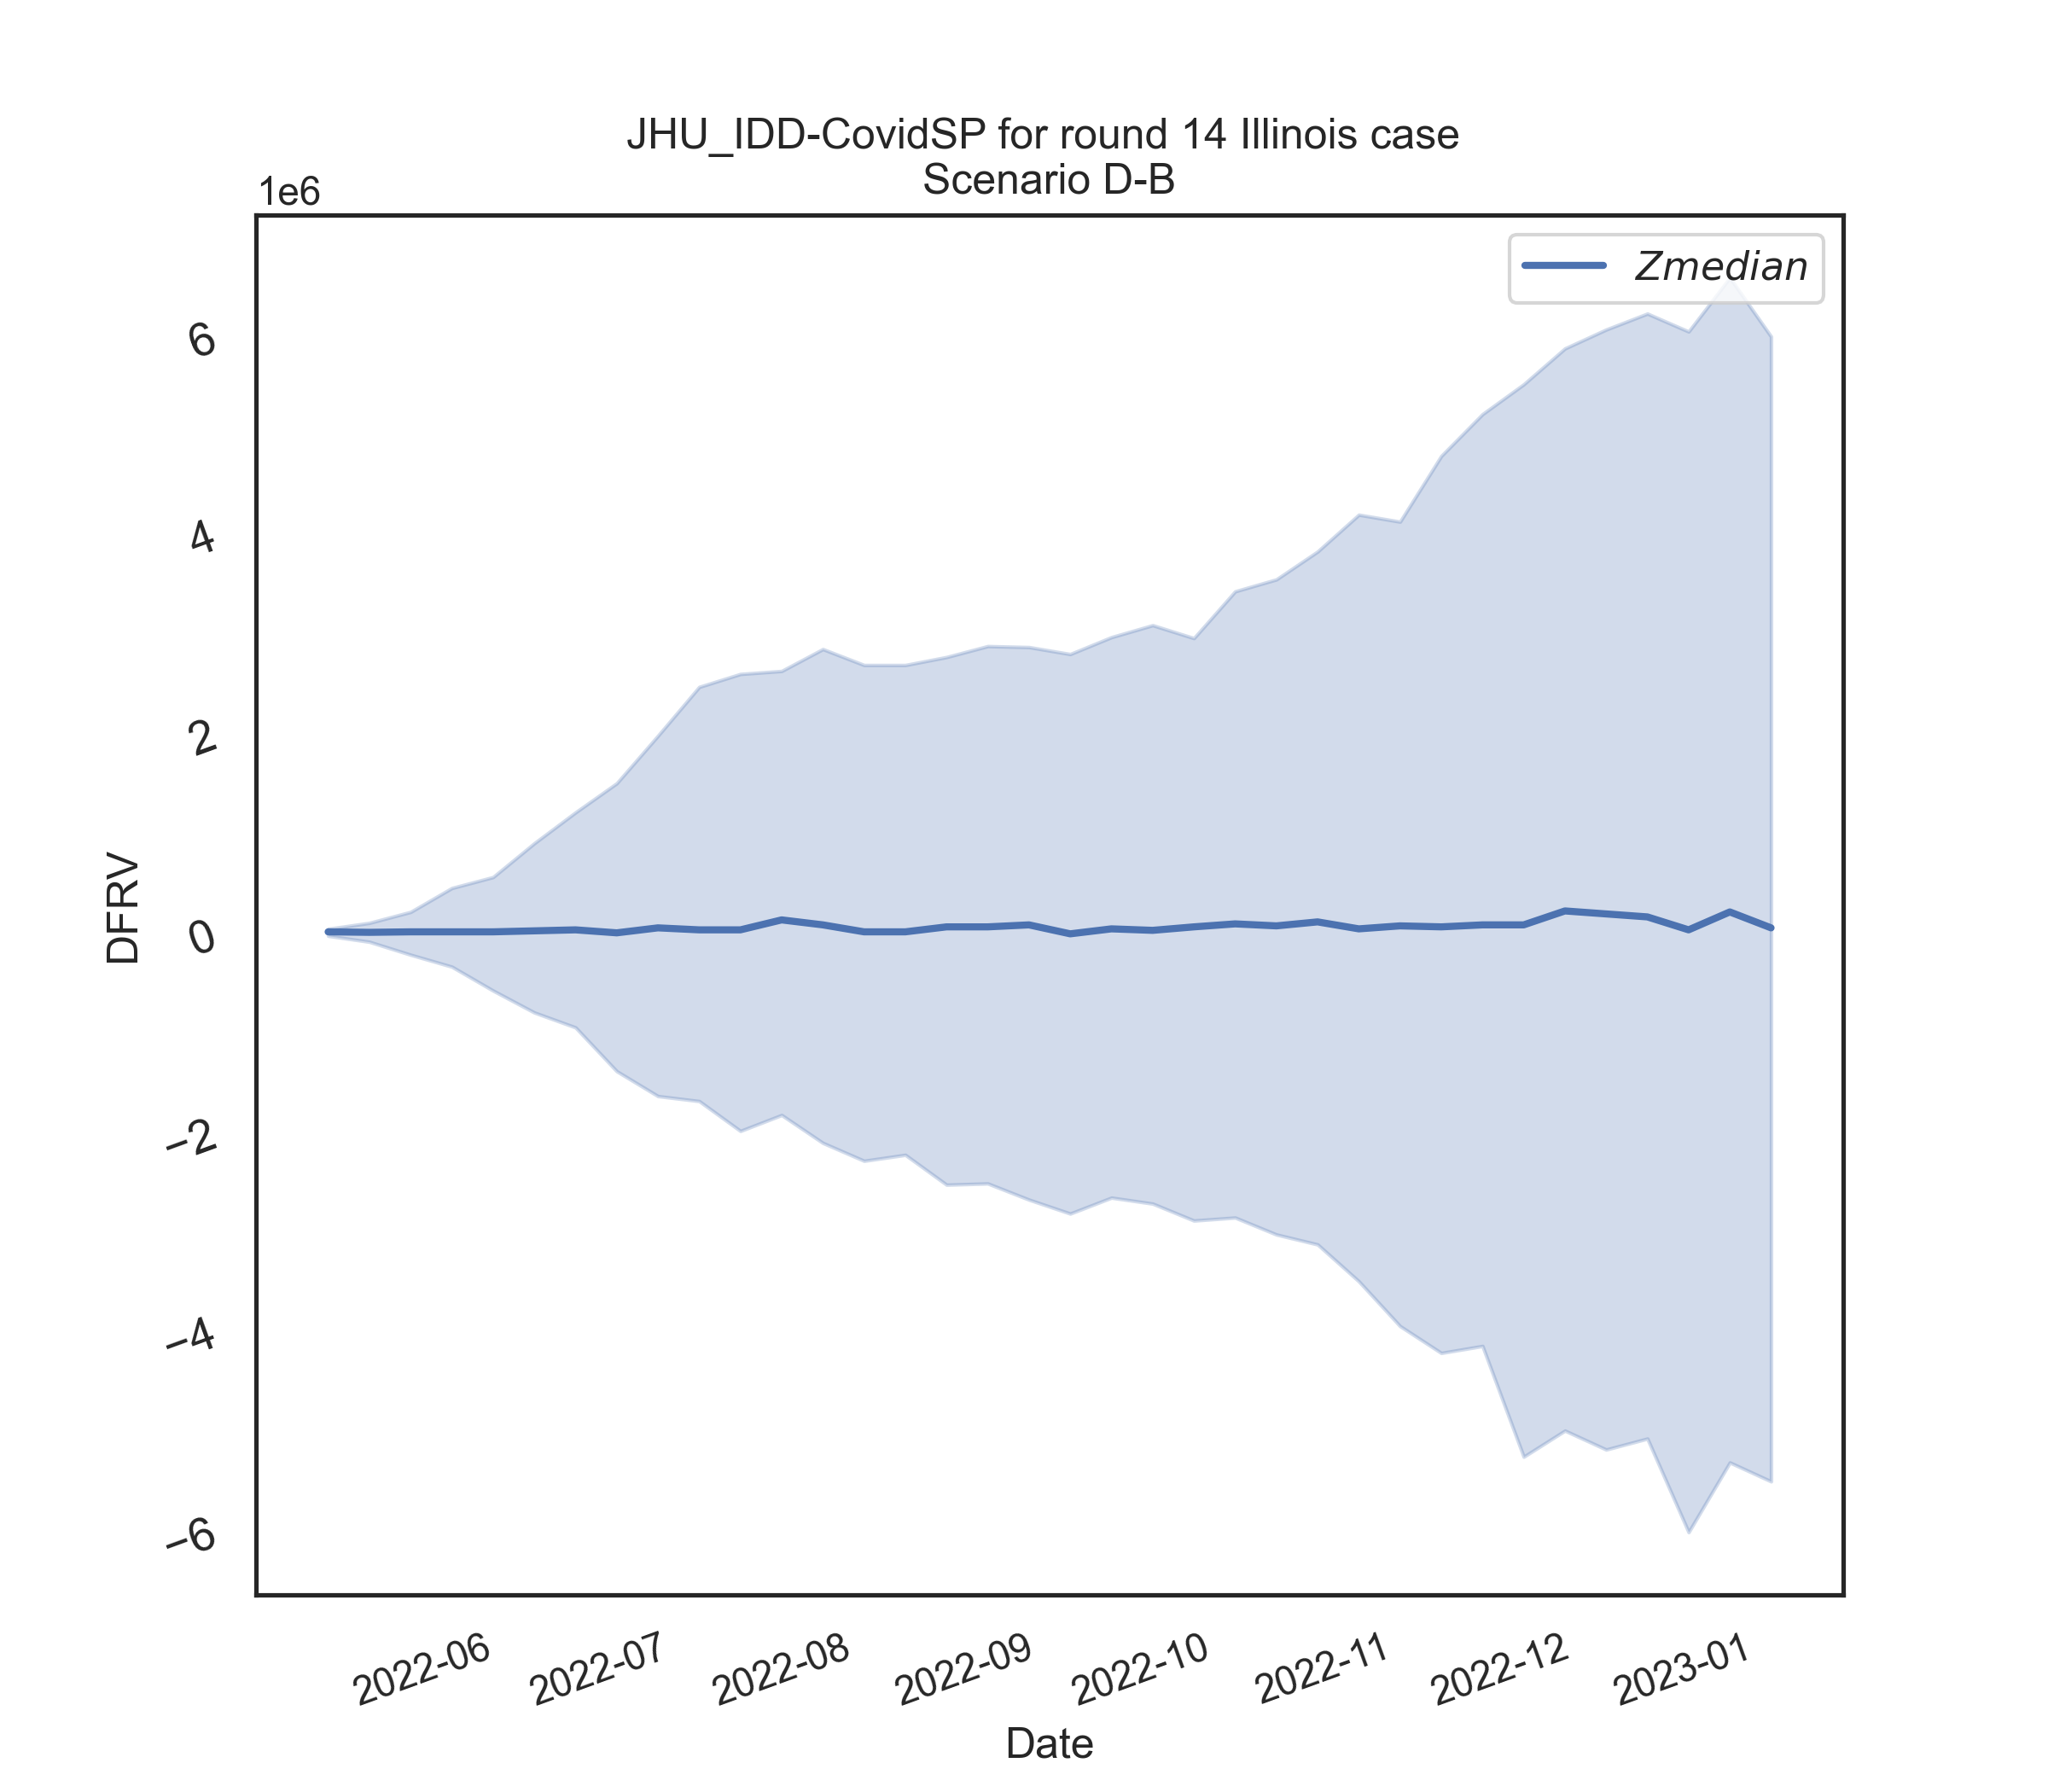 JHU_IDD-CovidSP for round 14 Illinois case
Scenario D-B
1e6
Zmedian
6
4
2
0
−2
−4
−6
DFRV
2022-06 2022-07 2022-08 2022-09 2022-10 2022-11 2022-12 2023-01
Date